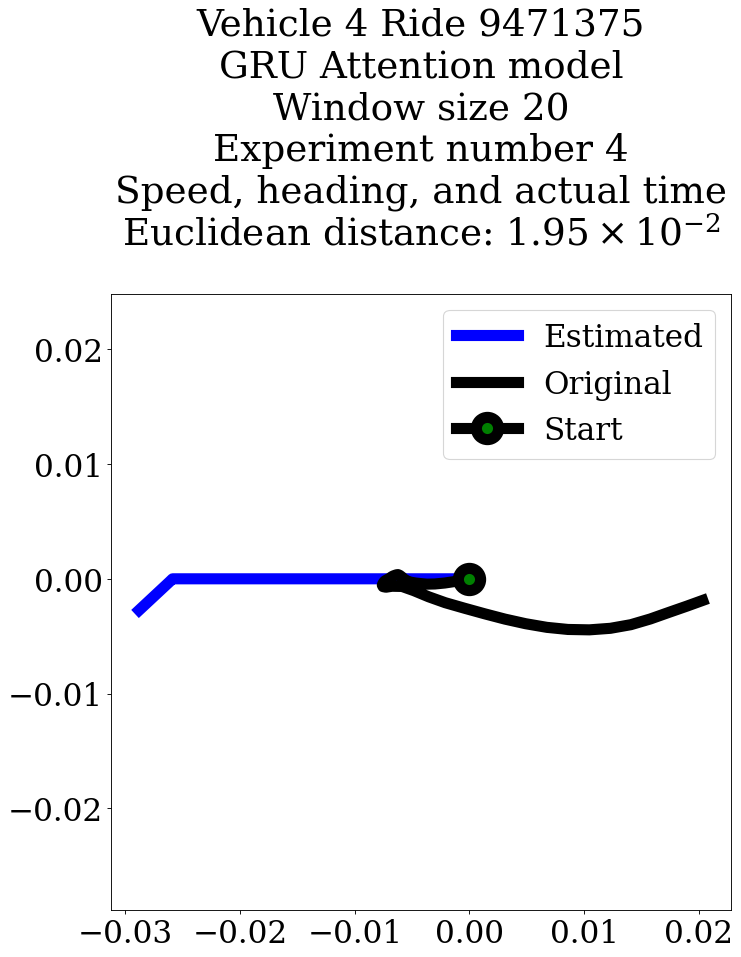 Vehicle 4 Ride 9471375
GRU Attention model
Window size 20
Experiment number 4
Speed, heading, and actual time
Euclidean distance: 1.95 × 10⁻²
Estimated
Original
Start
0.02
0.01
0.00
−0.01
−0.02
−0.03 −0.02 −0.01 0.00 0.01 0.02